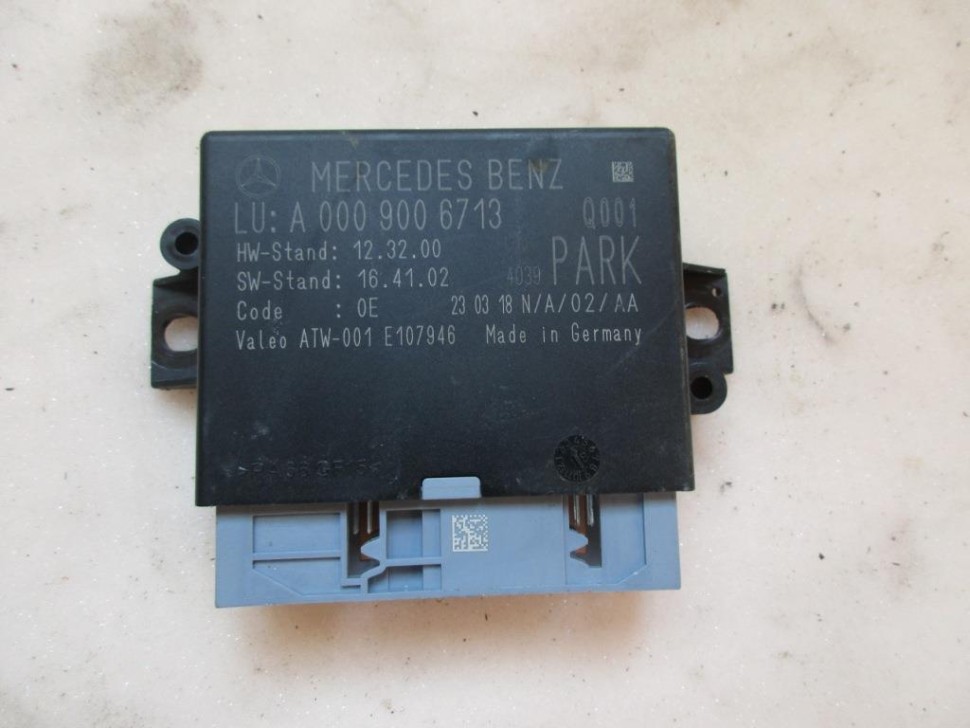 MERCEDES BENZ
LU: A 000 900 6713 Q001
HW-Stand: 12.32.00
SW-Stand: 16.41.02 4039 PARK
Code : 0E 23 03 18 N/A/02/AA
Valeo ATW-001 E107946 Made in Germany